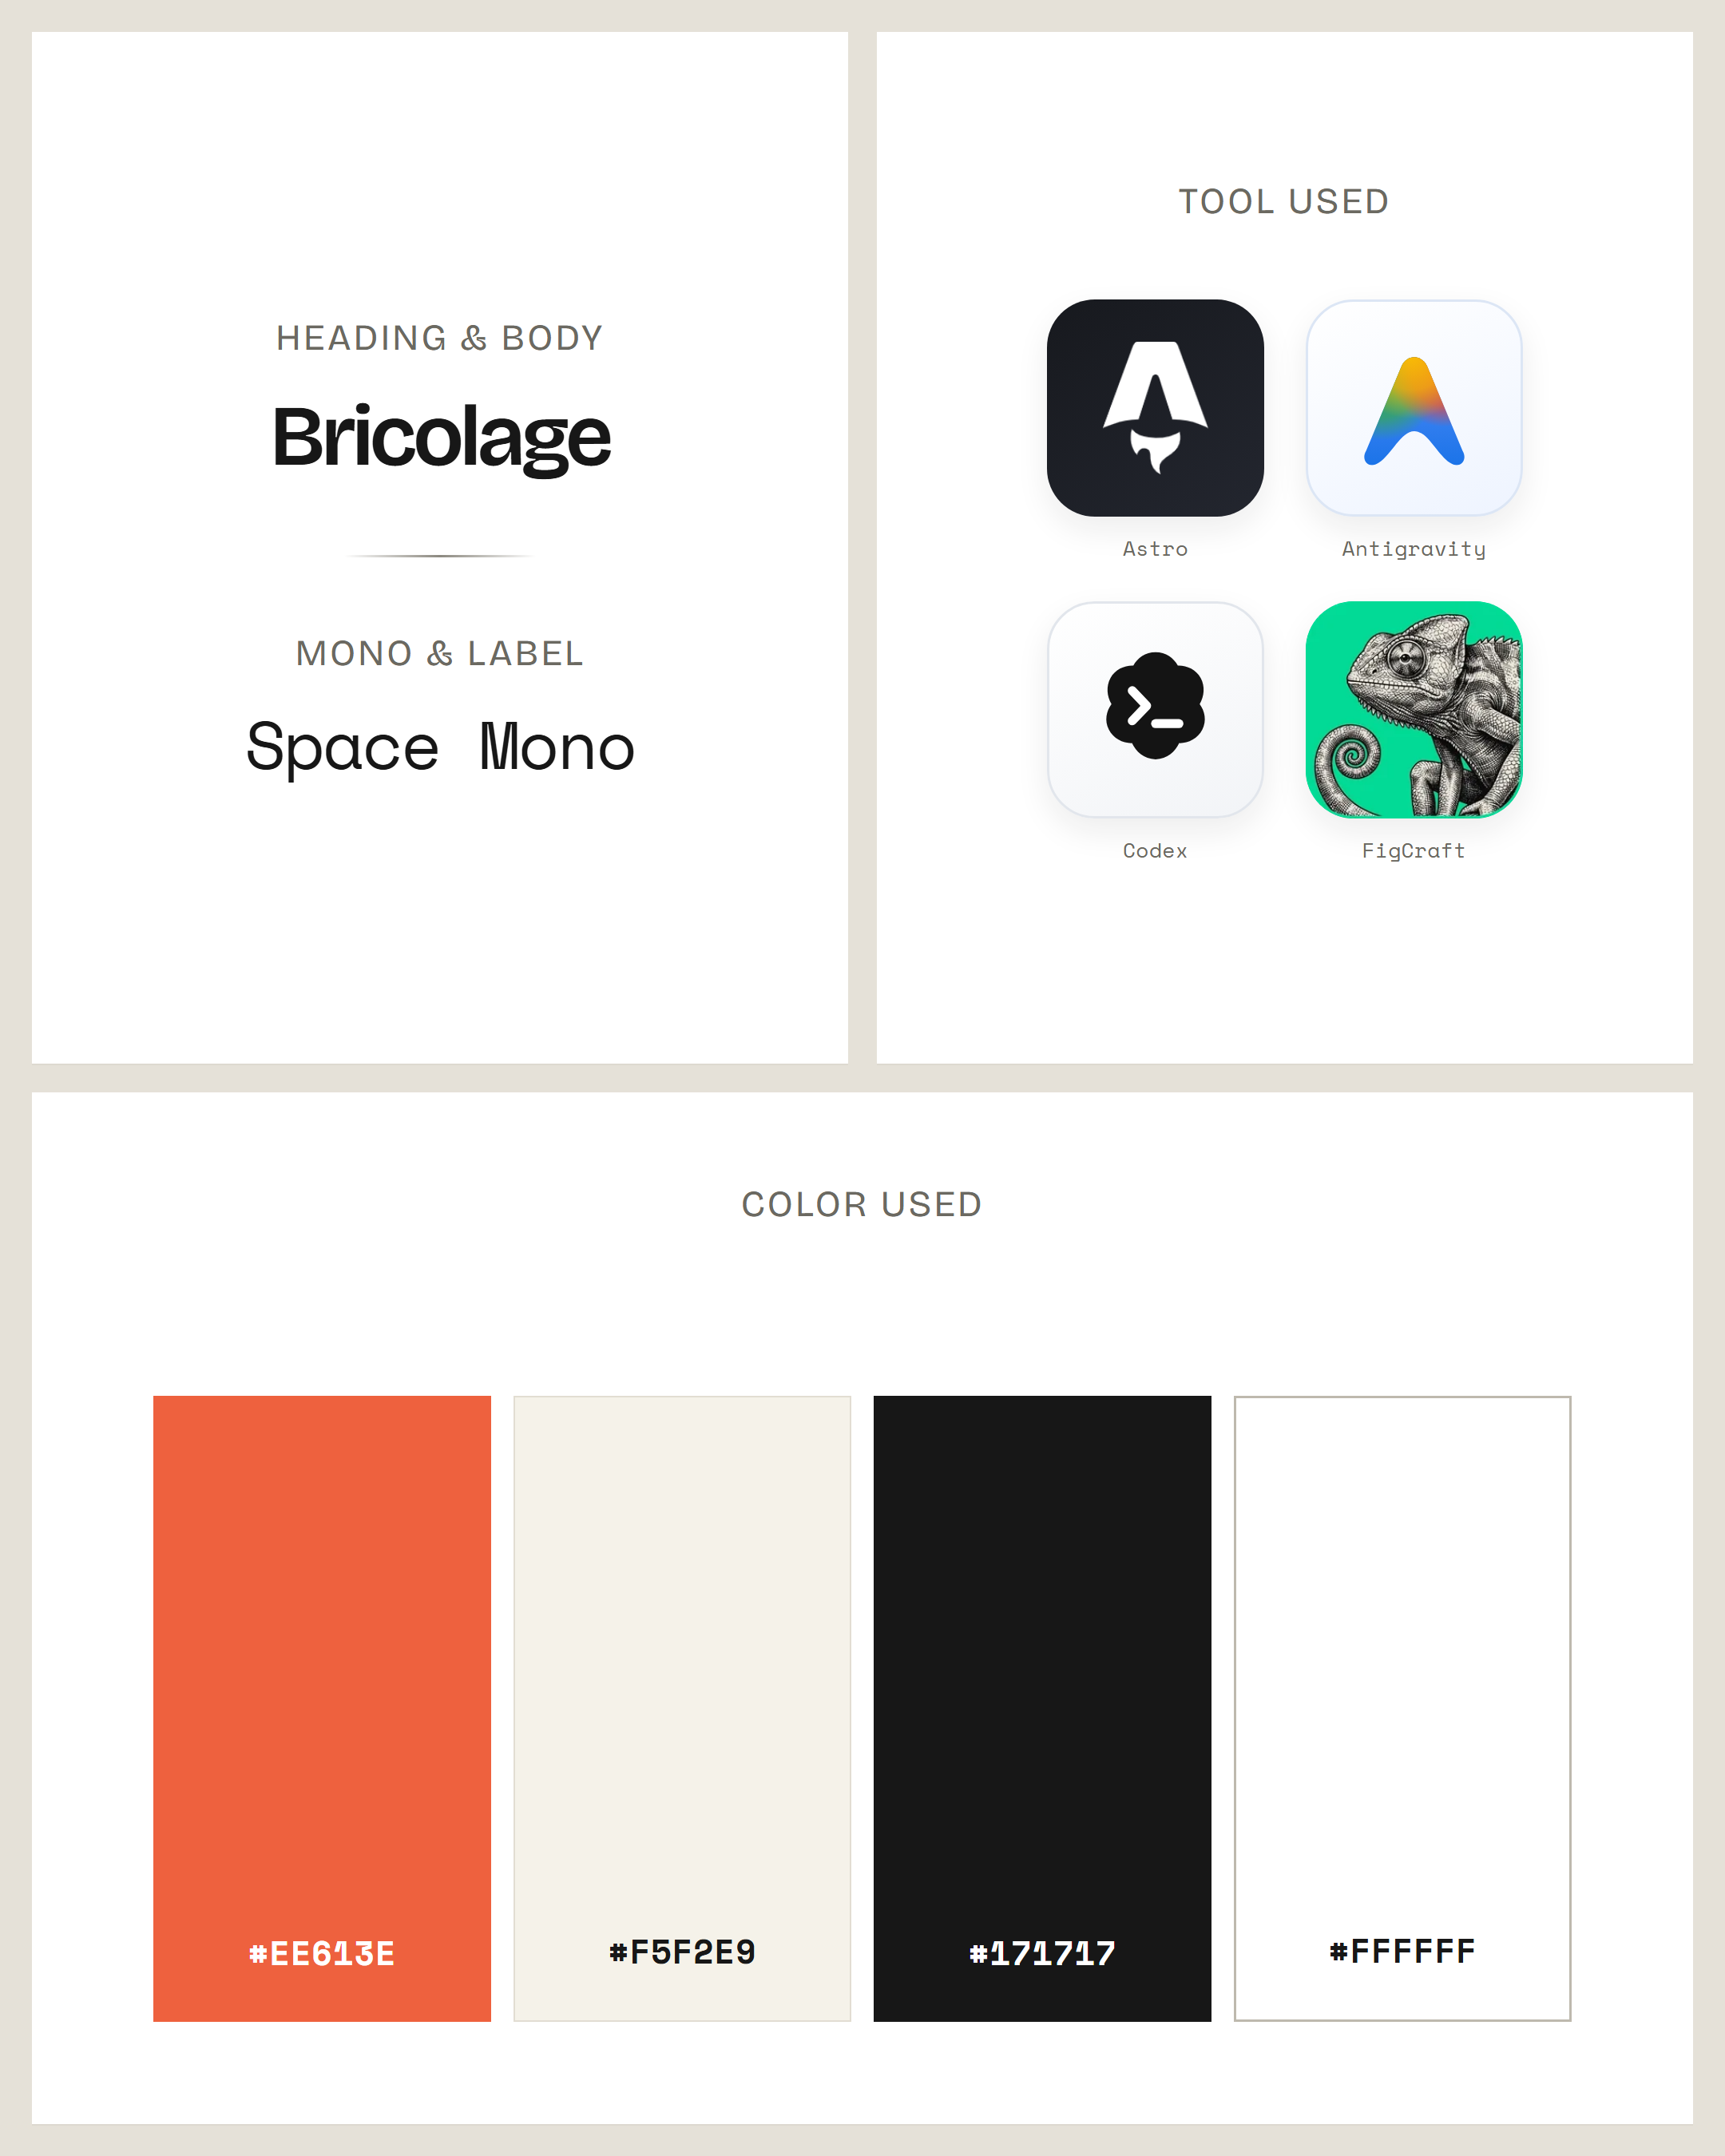 HEADING & BODY
Bricolage
MONO & LABEL
Space Mono
TOOL USED
Astro
Antigravity
Codex
FigCraft
COLOR USED
#EE613E
#F5F2E9
#171717
#FFFFFF